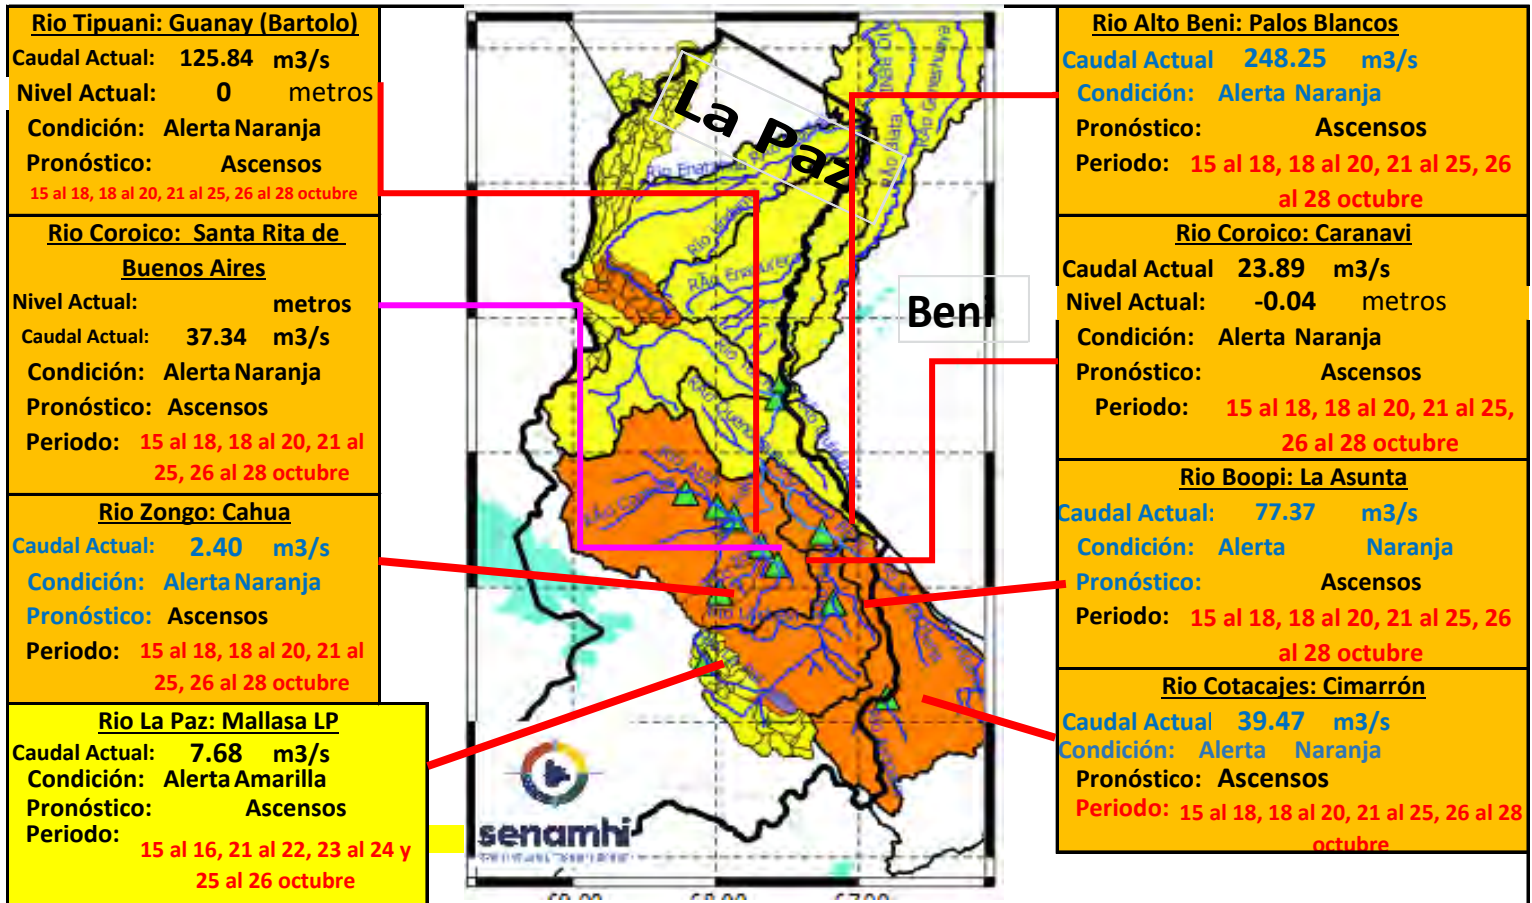 Rio Tipuani: Guanay (Bartolo)
Caudal Actual: 125.84 m3/s
Nivel Actual: 0 metros
Condición: Alerta Naranja
Pronóstico: Ascensos
15 al 18, 18 al 20, 21 al 25, 26 al 28 octubre
Rio Coroico: Santa Rita de
Buenos Aires
Nivel Actual: metros
Caudal Actual: 37.34 m3/s
Condición: Alerta Naranja
Pronóstico: Ascensos
Periodo: 15 al 18, 18 al 20, 21 al
25, 26 al 28 octubre
Rio Zongo: Cahua
Caudal Actual: 2.40 m3/s
Condición: Alerta Naranja
Pronóstico: Ascensos
Periodo: 15 al 18, 18 al 20, 21 al
25, 26 al 28 octubre
Rio La Paz: Mallasa LP
Caudal Actual: 7.68 m3/s
Condición: Alerta Amarilla
Pronóstico: Ascensos
Periodo:
15 al 16, 21 al 22, 23 al 24 y
25 al 26 octubre
La Paz
Beni
senamhi
Rio Alto Beni: Palos Blancos
Caudal Actual 248.25 m3/s
Condición: Alerta Naranja
Pronóstico: Ascensos
Periodo: 15 al 18, 18 al 20, 21 al 25, 26
al 28 octubre
Rio Coroico: Caranavi
Caudal Actual 23.89 m3/s
Nivel Actual: -0.04 metros
Condición: Alerta Naranja
Pronóstico: Ascensos
Periodo: 15 al 18, 18 al 20, 21 al 25,
26 al 28 octubre
Rio Boopi: La Asunta
Caudal Actual: 77.37 m3/s
Condición: Alerta Naranja
Pronóstico: Ascensos
Periodo: 15 al 18, 18 al 20, 21 al 25, 26
al 28 octubre
Rio Cotacajes: Cimarrón
Caudal Actual 39.47 m3/s
Condición: Alerta Naranja
Pronóstico: Ascensos
Periodo: 15 al 18, 18 al 20, 21 al 25, 26 al 28
octubre